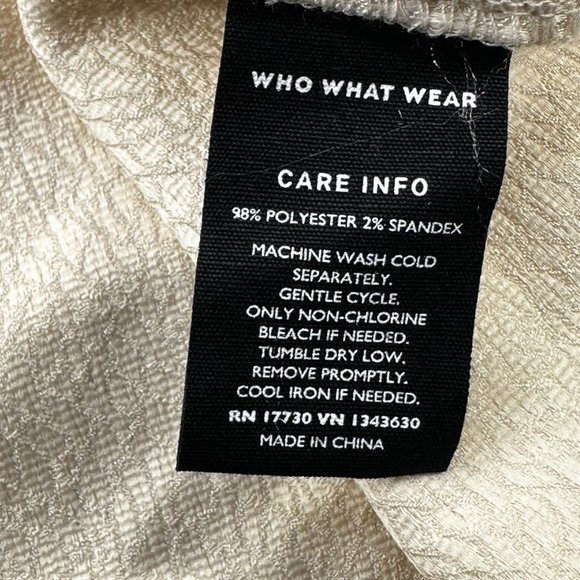 WHO WHAT WEAR
CARE INFO
98% POLYESTER 2% SPANDEX
MACHINE WASH COLD
SEPARATELY.
GENTLE CYCLE.
ONLY NON-CHLORINE
BLEACH IF NEEDED.
TUMBLE DRY LOW.
REMOVE PROMPTLY.
COOL IRON IF NEEDED.
RN 17730 VN 1343630
MADE IN CHINA